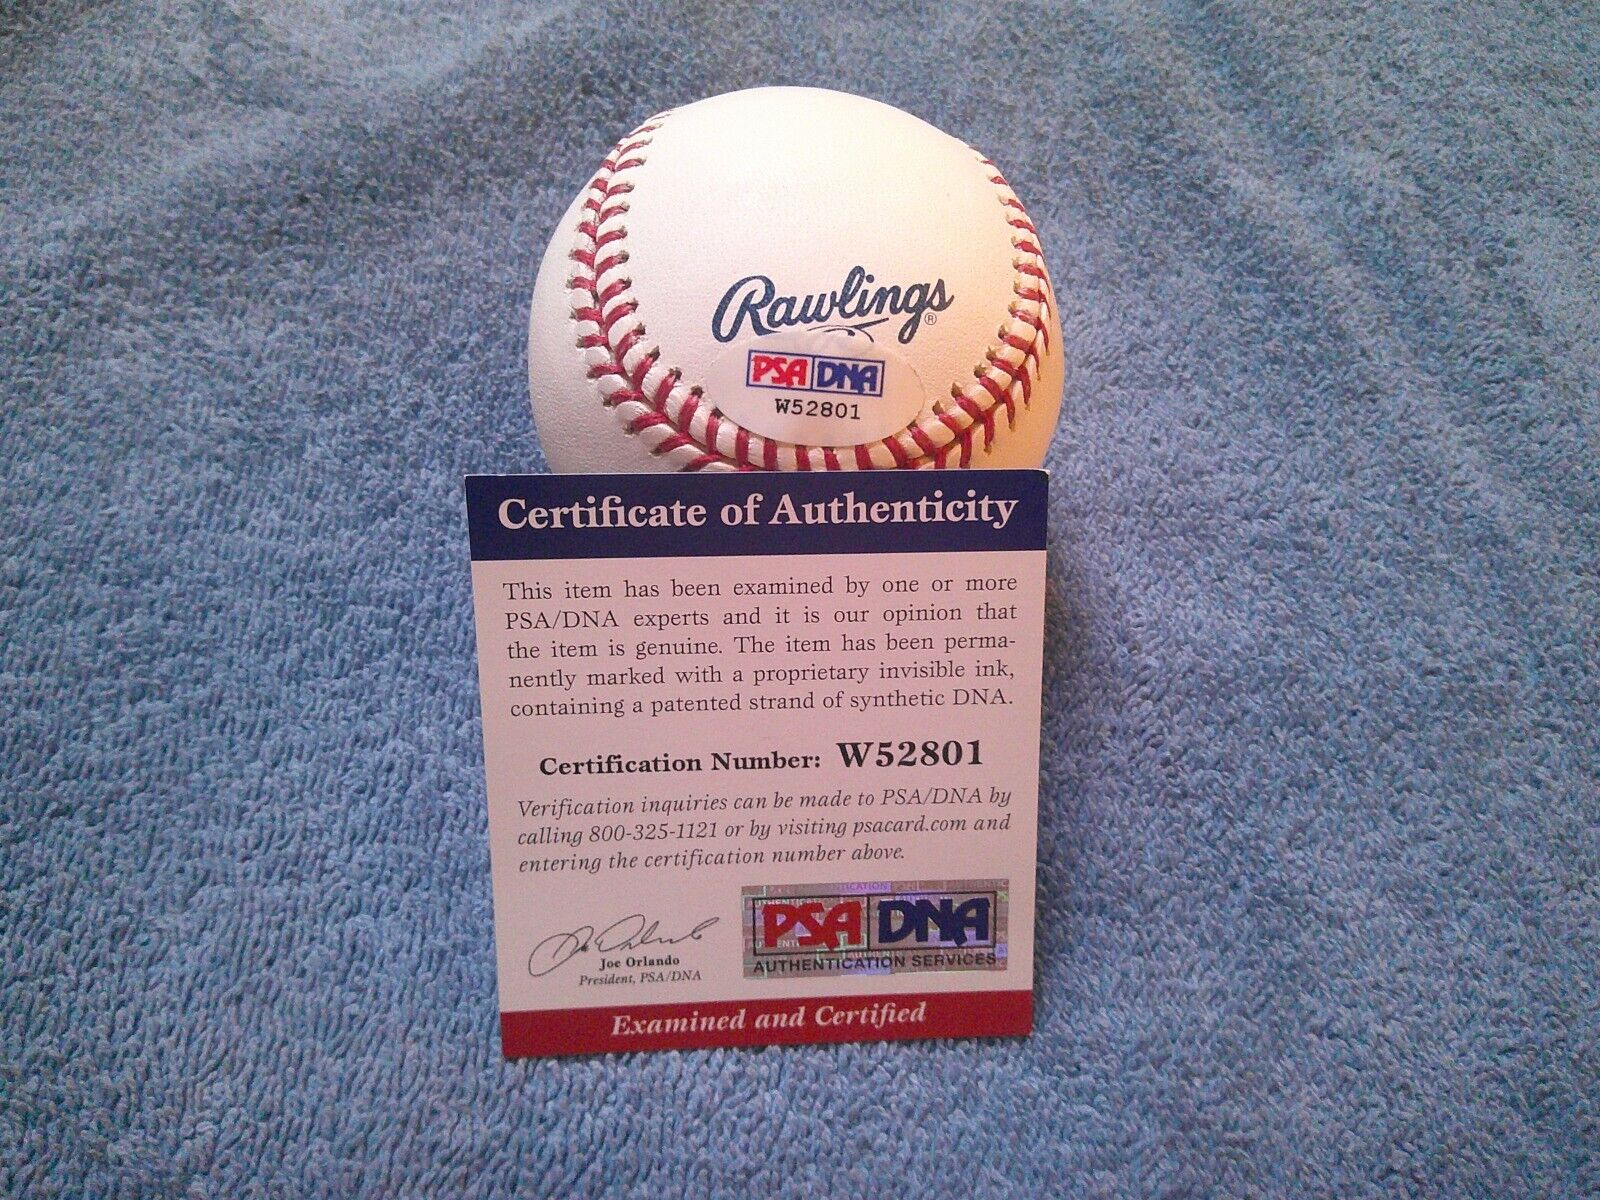 Rawlings®
PSA DNA
W52801
Certificate of Authenticity
This item has been examined by one or more
PSA/DNA experts and it is our opinion that
the item is genuine. The item has been perma-
nently marked with a proprietary invisible ink,
containing a patented strand of synthetic DNA.
Certification Number: W52801
Verification inquiries can be made to PSA/DNA by
calling 800-325-1121 or by visiting psacard.com and
entering the certification number above.
Joe Orlando
President, PSA/DNA
PSA DNA
AUTHENTICATION SERVICES
Examined and Certified